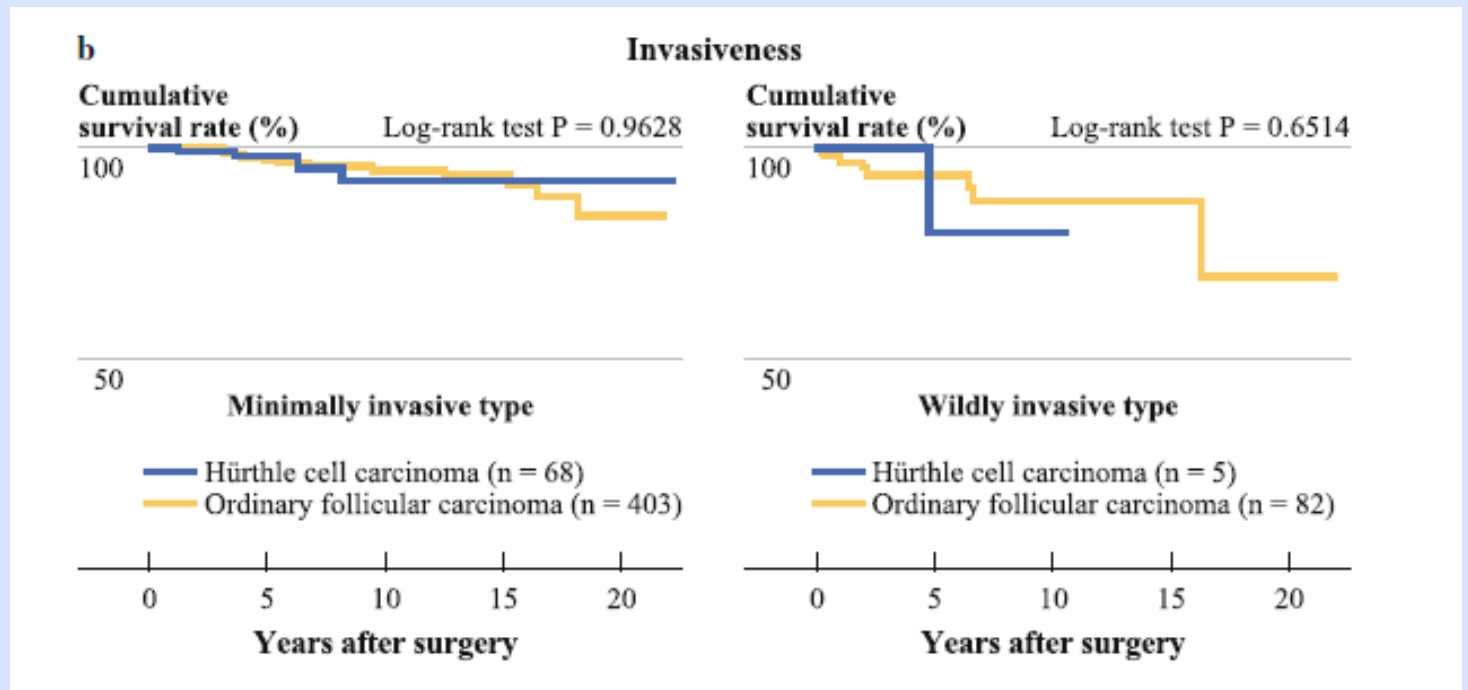 b
Invasiveness
Cumulative
survival rate (%)
Log-rank test P = 0.9628
100
50
Minimally invasive type
Hürthle cell carcinoma (n = 68)
Ordinary follicular carcinoma (n = 403)
0 5 10 15 20
Years after surgery
Cumulative
survival rate (%)
Log-rank test P = 0.6514
100
50
Wildly invasive type
Hürthle cell carcinoma (n = 5)
Ordinary follicular carcinoma (n = 82)
0 5 10 15 20
Years after surgery